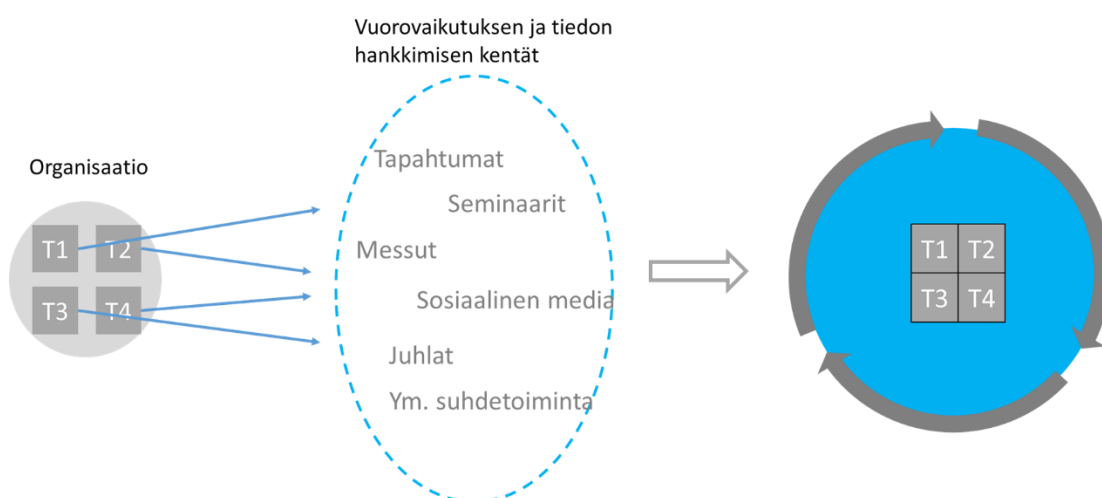 Vuorovaikutuksen ja tiedon
hankkimisen kentät
Organisaatio
T1 T2
T3 T4
Tapahtumat
Seminaarit
Messut
Sosiaalinen media
Juhlat
Ym. suhdetoiminta
T1 T2
T3 T4